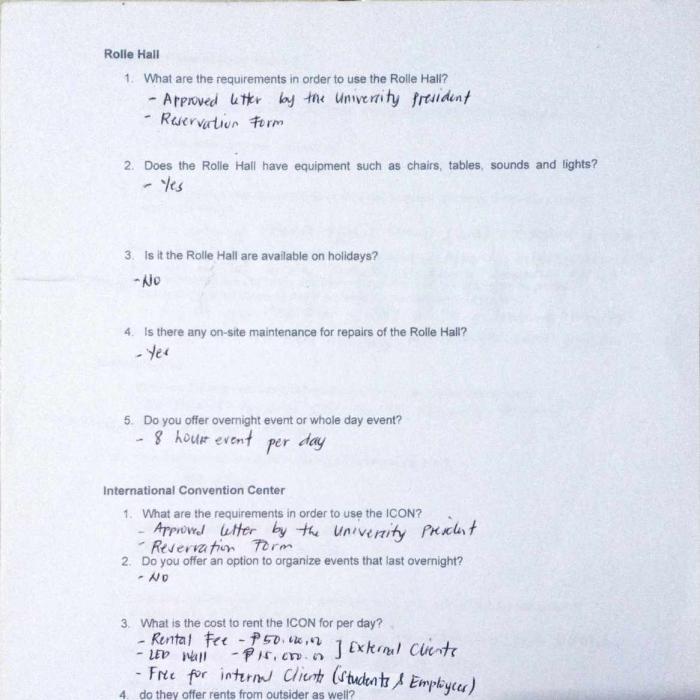 Rolle Hall
1. What are the requirements in order to use the Rolle Hall?
- Approved letter by the University President
- Reservation Form
2. Does the Rolle Hall have equipment such as chairs, tables, sounds and lights?
- Yes
3. Is it the Rolle Hall are available on holidays?
- No
4. Is there any on-site maintenance for repairs of the Rolle Hall?
- Yes
5. Do you offer overnight event or whole day event?
- 8 hours event per day
International Convention Center
1. What are the requirements in order to use the ICON?
- Approved letter by the University President
- Reservation Form
2. Do you offer an option to organize events that last overnight?
- NO
3. What is the cost to rent the ICON for per day?
- Rental Fee - ₱50,000.00 ] External Clients
- LED Wall - ₱15,000.00
- Free for internal Clients (Students & Employees)
4. do they offer rents from outsider as well?